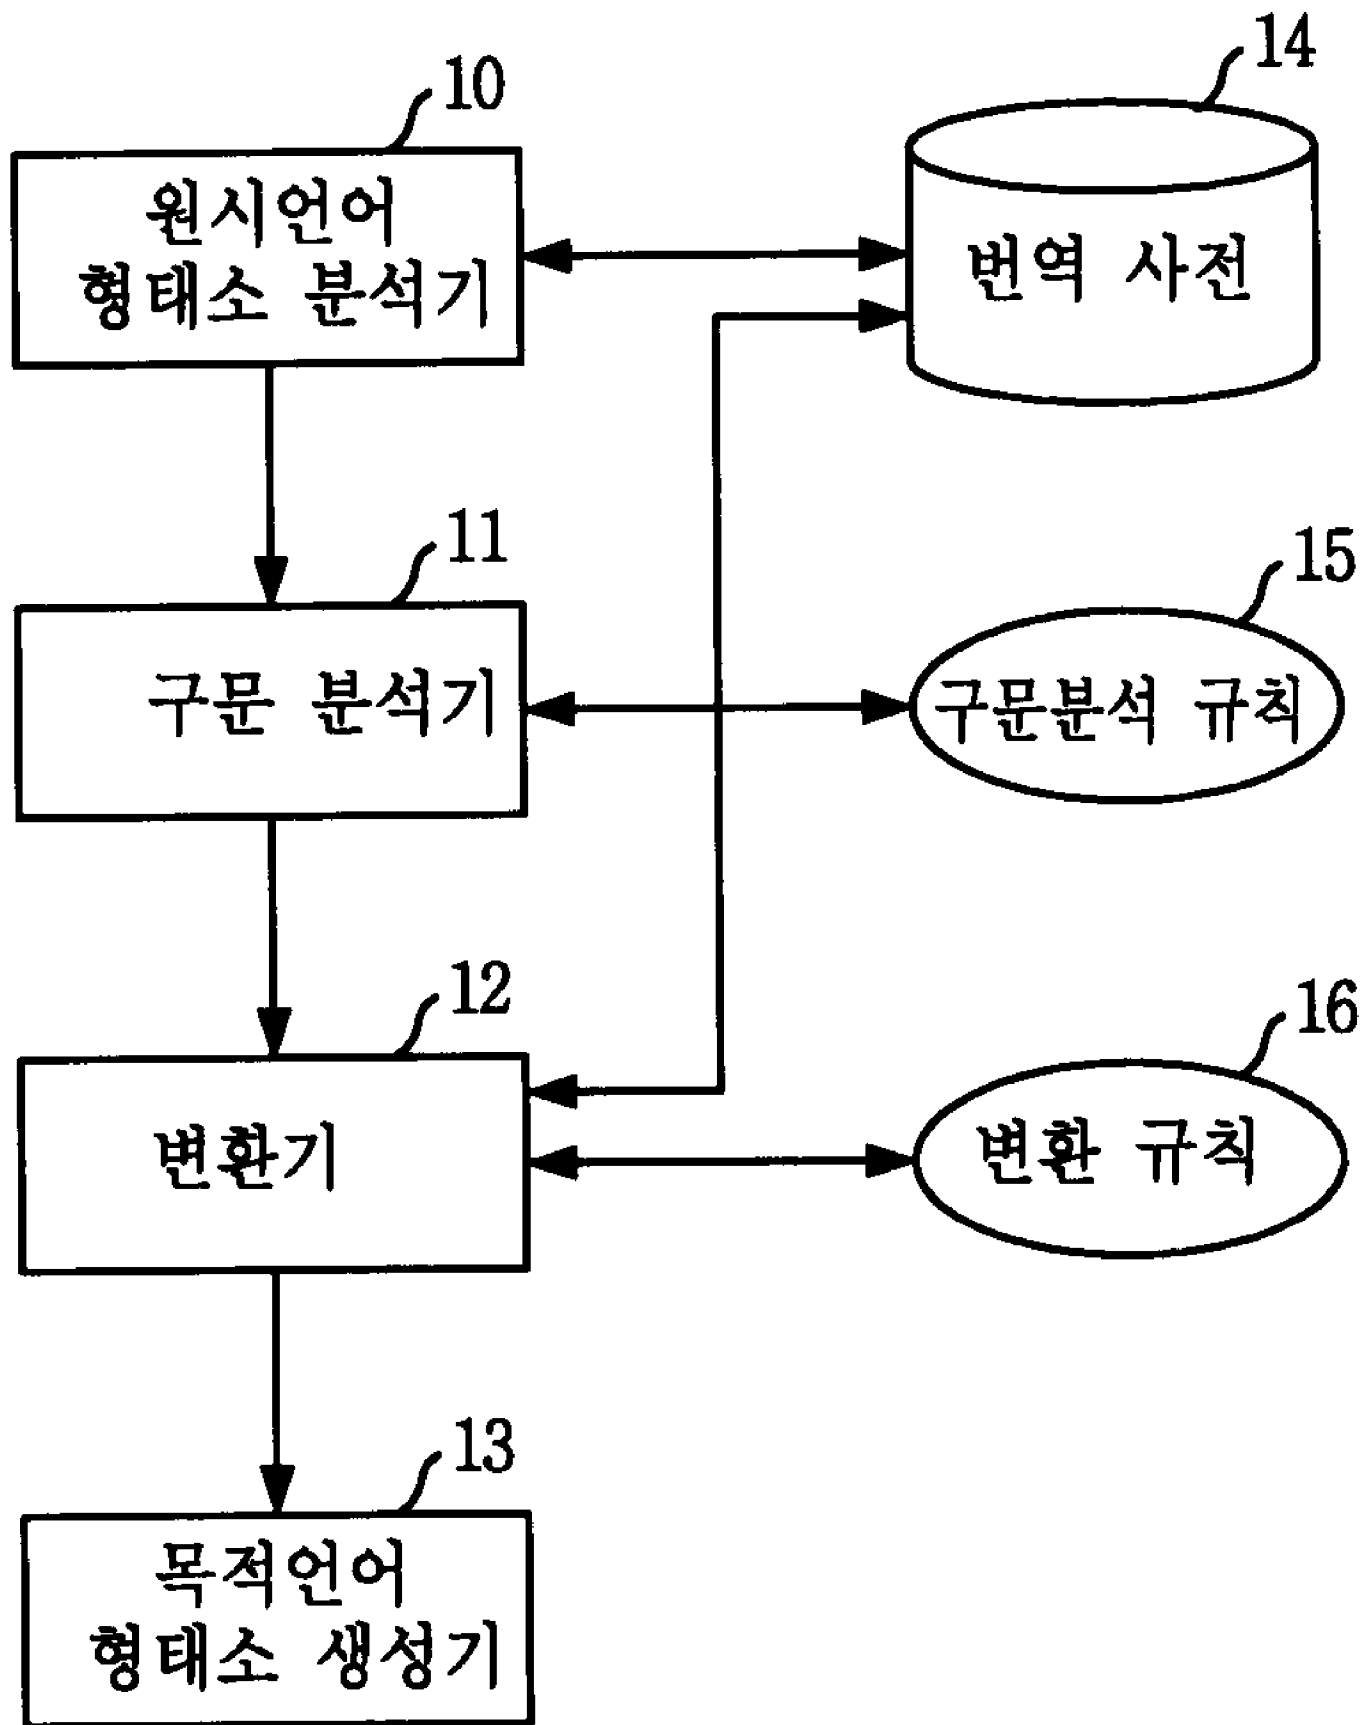 10
원시언어
형태소 분석기
14
번역 사전
11
구문 분석기
15
구문분석 규칙
12
변환기
16
변환 규칙
13
목적언어
형태소 생성기